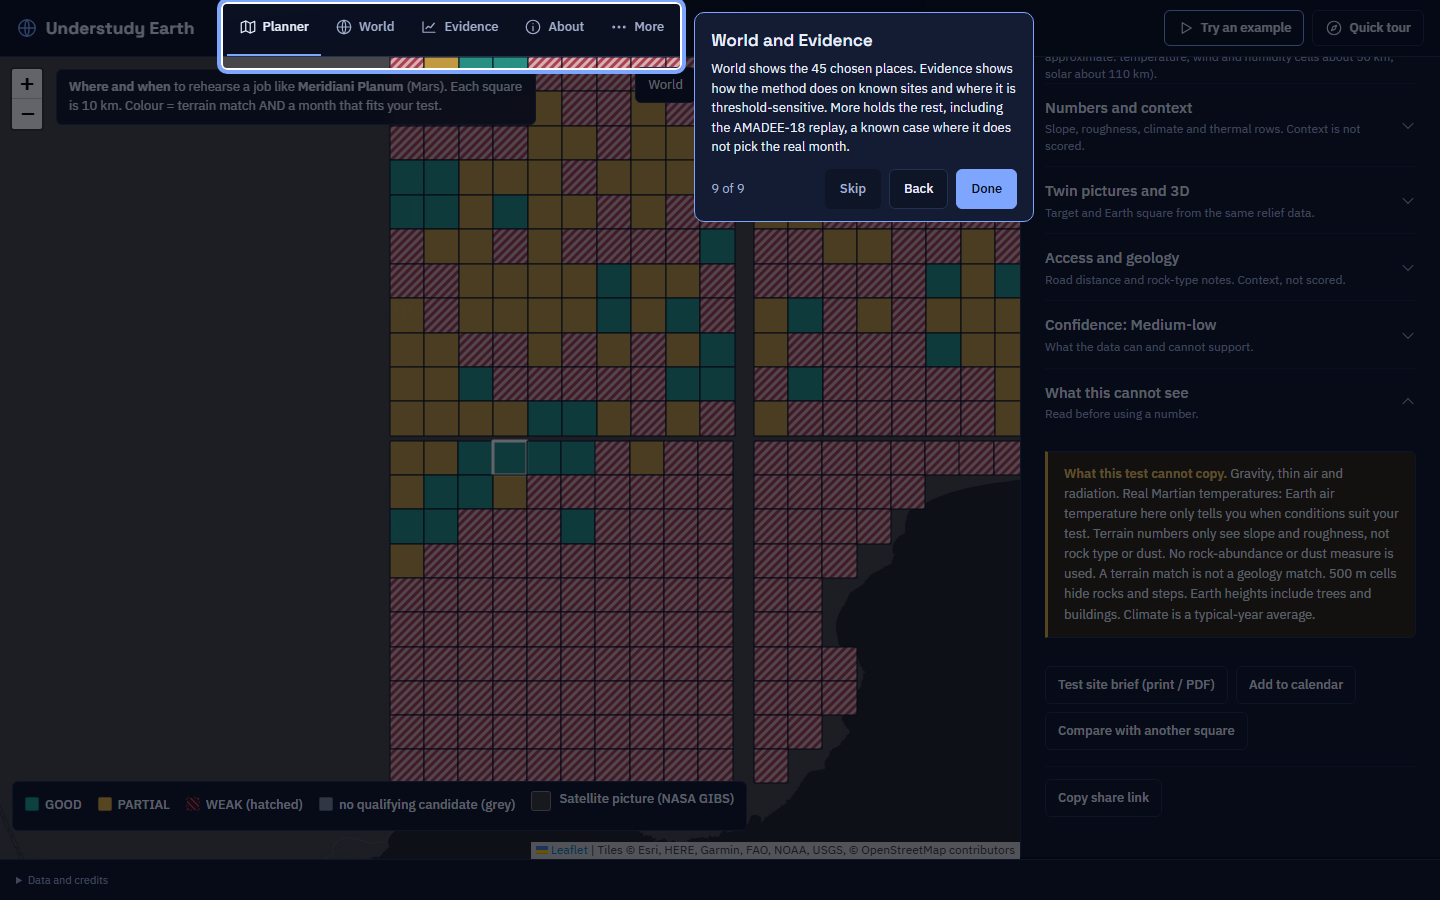 Understudy Earth
Planner
World
Evidence
About
More
Try an example
Quick tour
World and Evidence
World shows the 45 chosen places. Evidence shows
how the method does on known sites and where it is
threshold-sensitive. More holds the rest, including
the AMADEE-18 replay, a known case where it does
not pick the real month.
9 of 9
Skip
Back
Done
+
−
Where and when to rehearse a job like Meridiani Planum (Mars). Each square
is 10 km. Colour = terrain match AND a month that fits your test.
World
approximate: temperature, wind and humidity cells about 50 km,
solar about 110 km).
Numbers and context
Slope, roughness, climate and thermal rows. Context is not
scored.
Twin pictures and 3D
Target and Earth square from the same relief data.
Access and geology
Road distance and rock-type notes. Context, not scored.
Confidence: Medium-low
What the data can and cannot support.
What this cannot see
Read before using a number.
What this test cannot copy. Gravity, thin air and
radiation. Real Martian temperatures: Earth air
temperature here only tells you when conditions suit your
test. Terrain numbers only see slope and roughness, not
rock type or dust. No rock-abundance or dust measure is
used. A terrain match is not a geology match. 500 m cells
hide rocks and steps. Earth heights include trees and
buildings. Climate is a typical-year average.
Test site brief (print / PDF)
Add to calendar
Compare with another square
Copy share link
GOOD
PARTIAL
WEAK (hatched)
no qualifying candidate (grey)
Satellite picture (NASA GIBS)
Leaflet | Tiles © Esri, HERE, Garmin, FAO, NOAA, USGS, © OpenStreetMap contributors
Data and credits